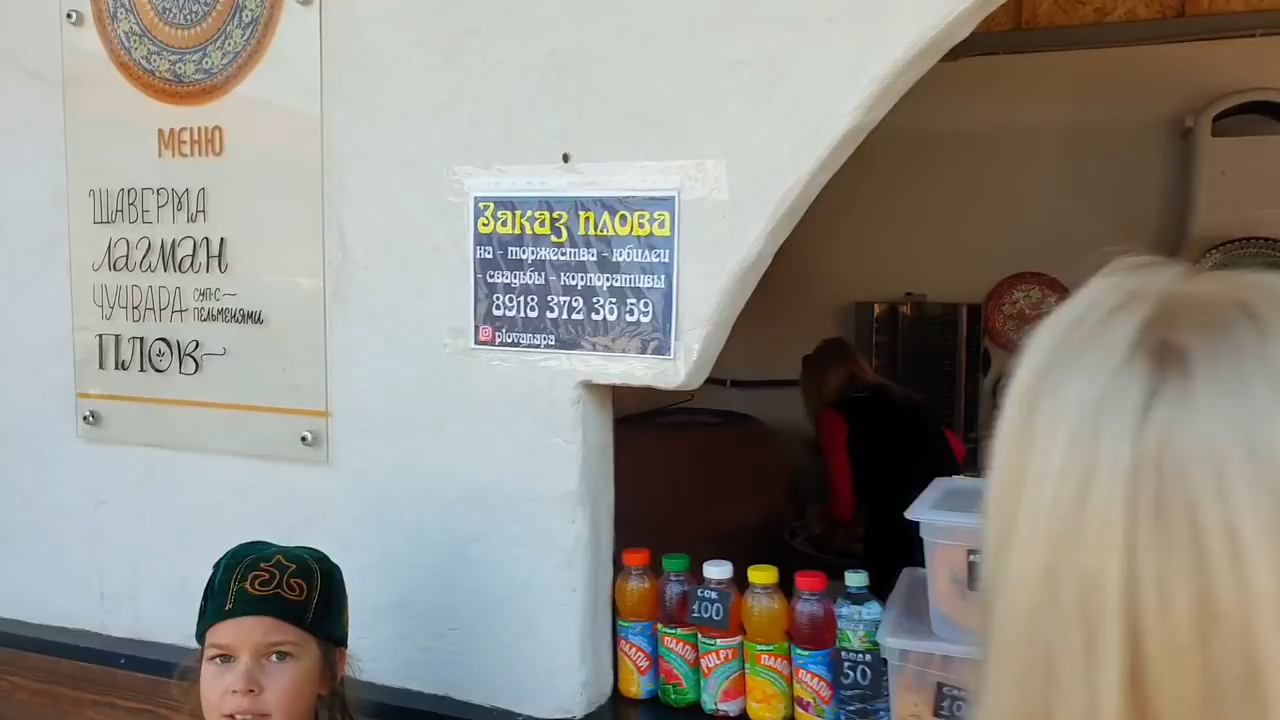 МЕНЮ
ШАВЕРМА
ЛАГМАН
ЧУЧВАРА суп с пельменями
ПЛОВ
Заказ плова
на - торжества - юбилеи
- свадьбы - корпоративы
8918 372 36 59
plovanapa
СОК
100
ПАЛПИ
ПАЛПИ
PULPY
ПАЛПИ
ПАЛПИ
ВОДА
50